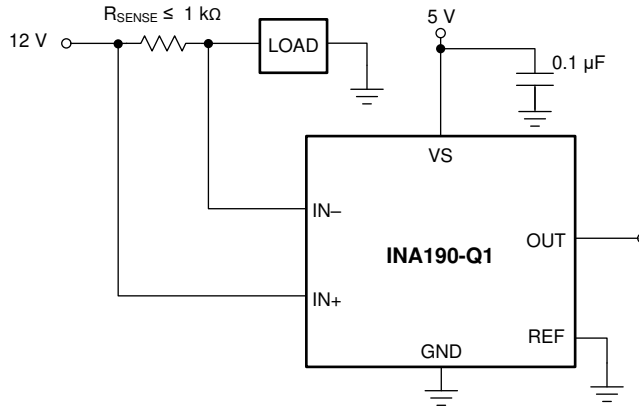 R_SENSE ≤ 1 kΩ
12 V
LOAD
5 V
0.1 µF
VS
IN–
INA190-Q1
OUT
IN+
REF
GND